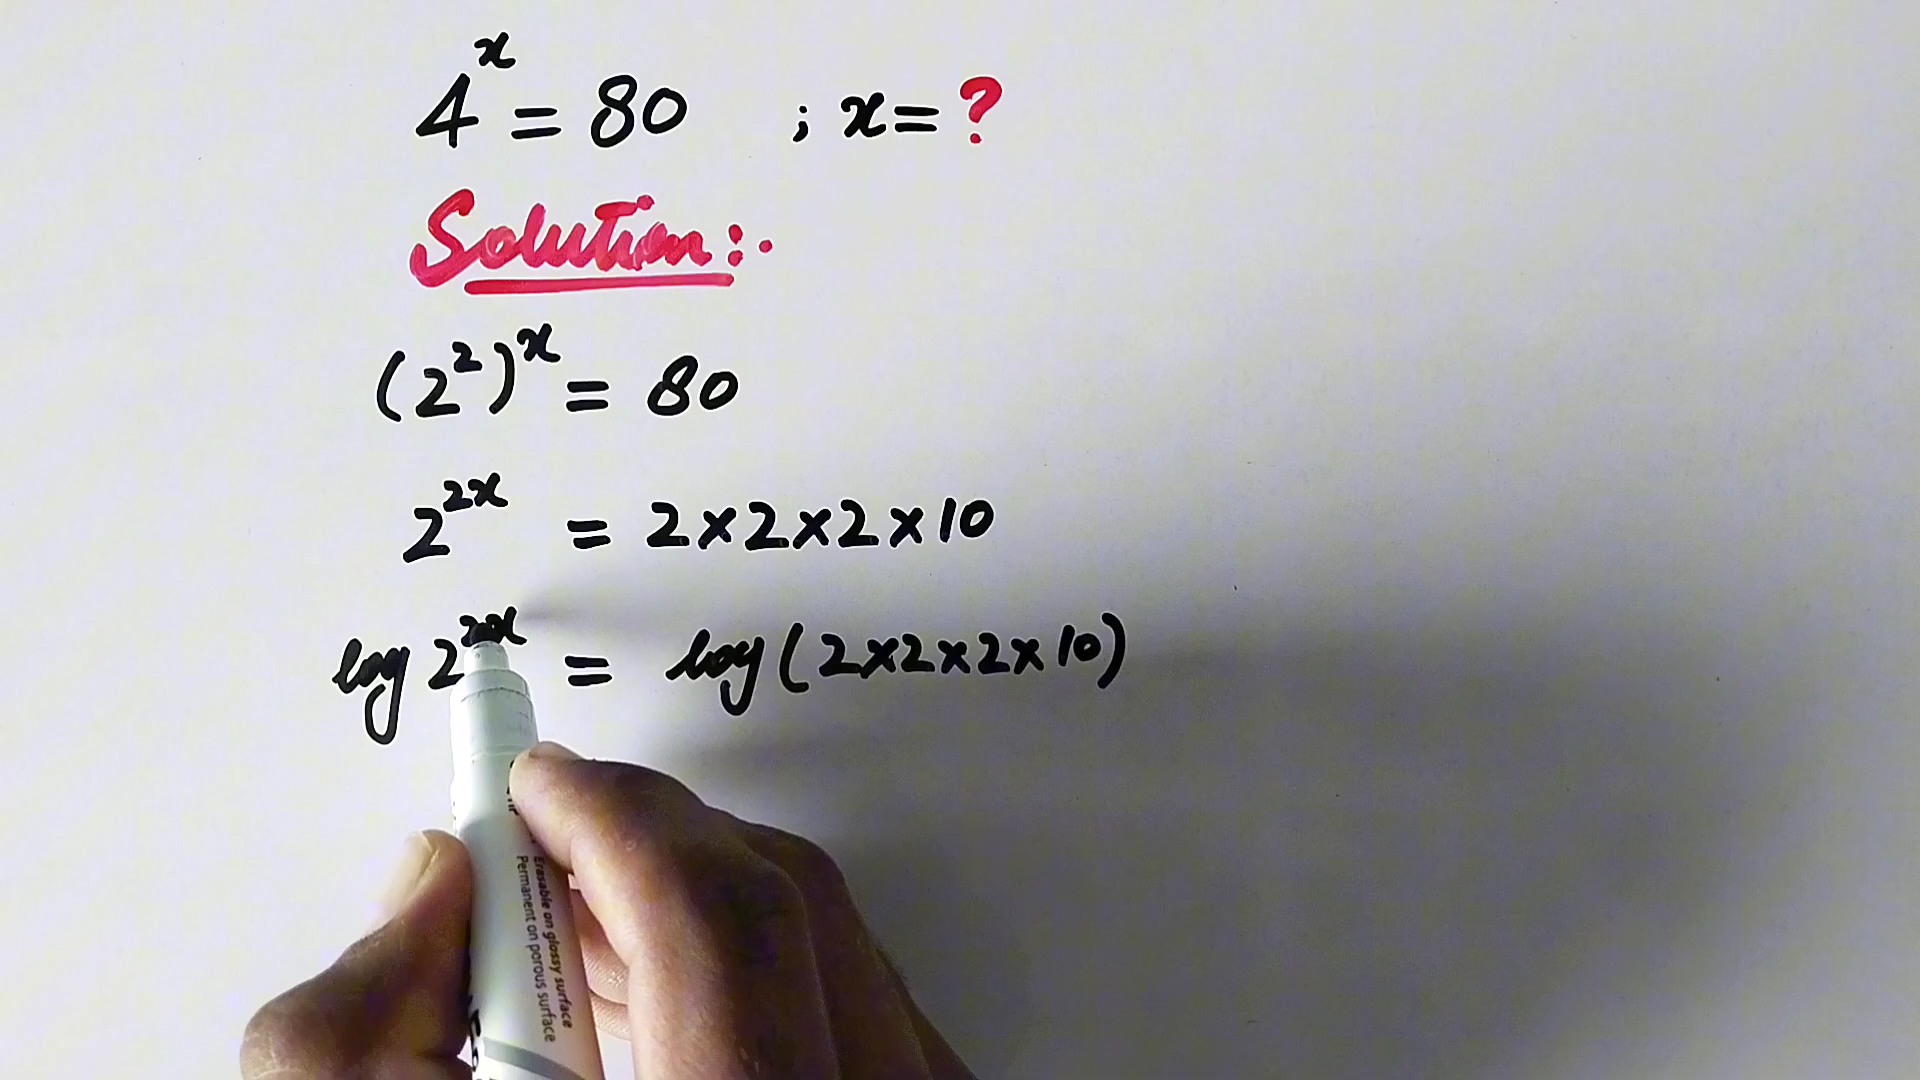 4^x = 80 ; x = ?
Solution:.
(2^2)^x = 80
2^2x = 2×2×2×10
log 2^2x = log (2×2×2×10)
Erasable on glossy surface
Permanent on porous surface